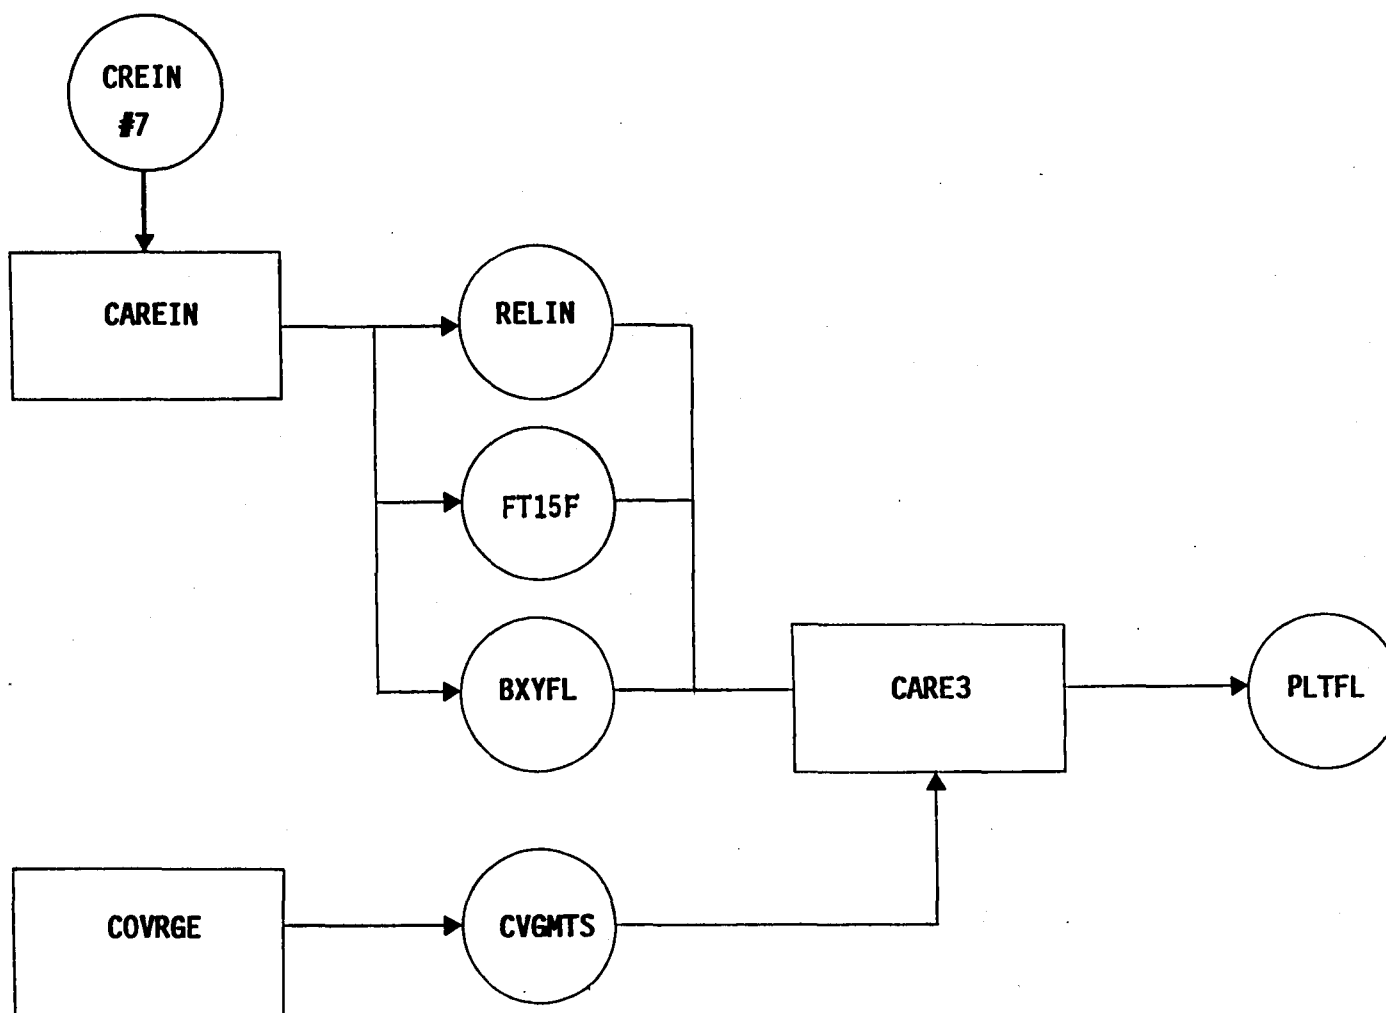 CREIN
#7
CAREIN
RELIN
FT15F
BXYFL
CARE3
PLTFL
COVRGE
CVGMTS